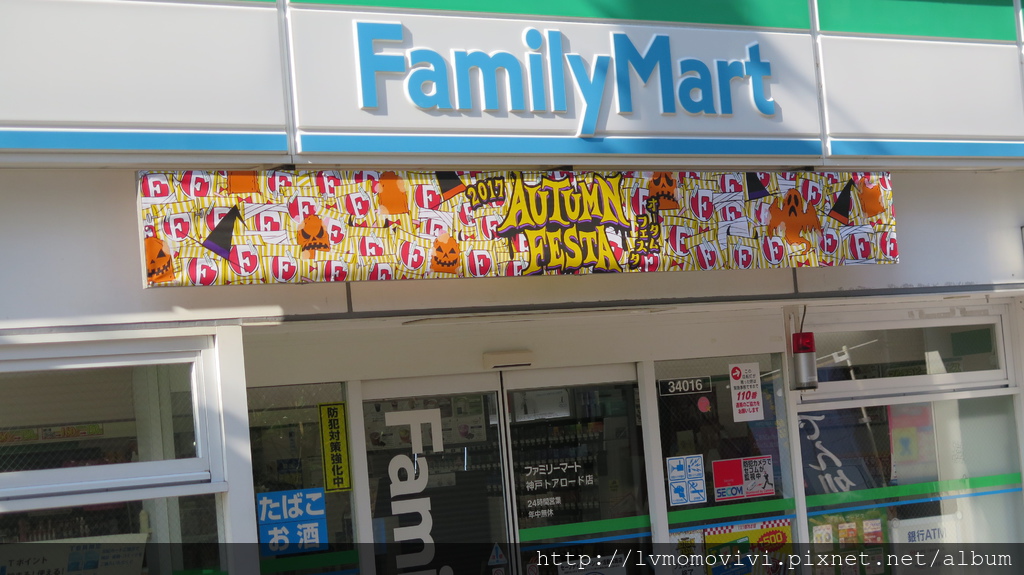 FamilyMart
2017
AUTUMN
FESTA
オータム
フェスタ
34016
110番
防犯対策強化中
Fami
ファミリーマート
神戸トアロード店
24時間営業
年中無休
たばこ
お酒
SECOM
銀行ATM
http://lvmomovivi.pixnet.net/album